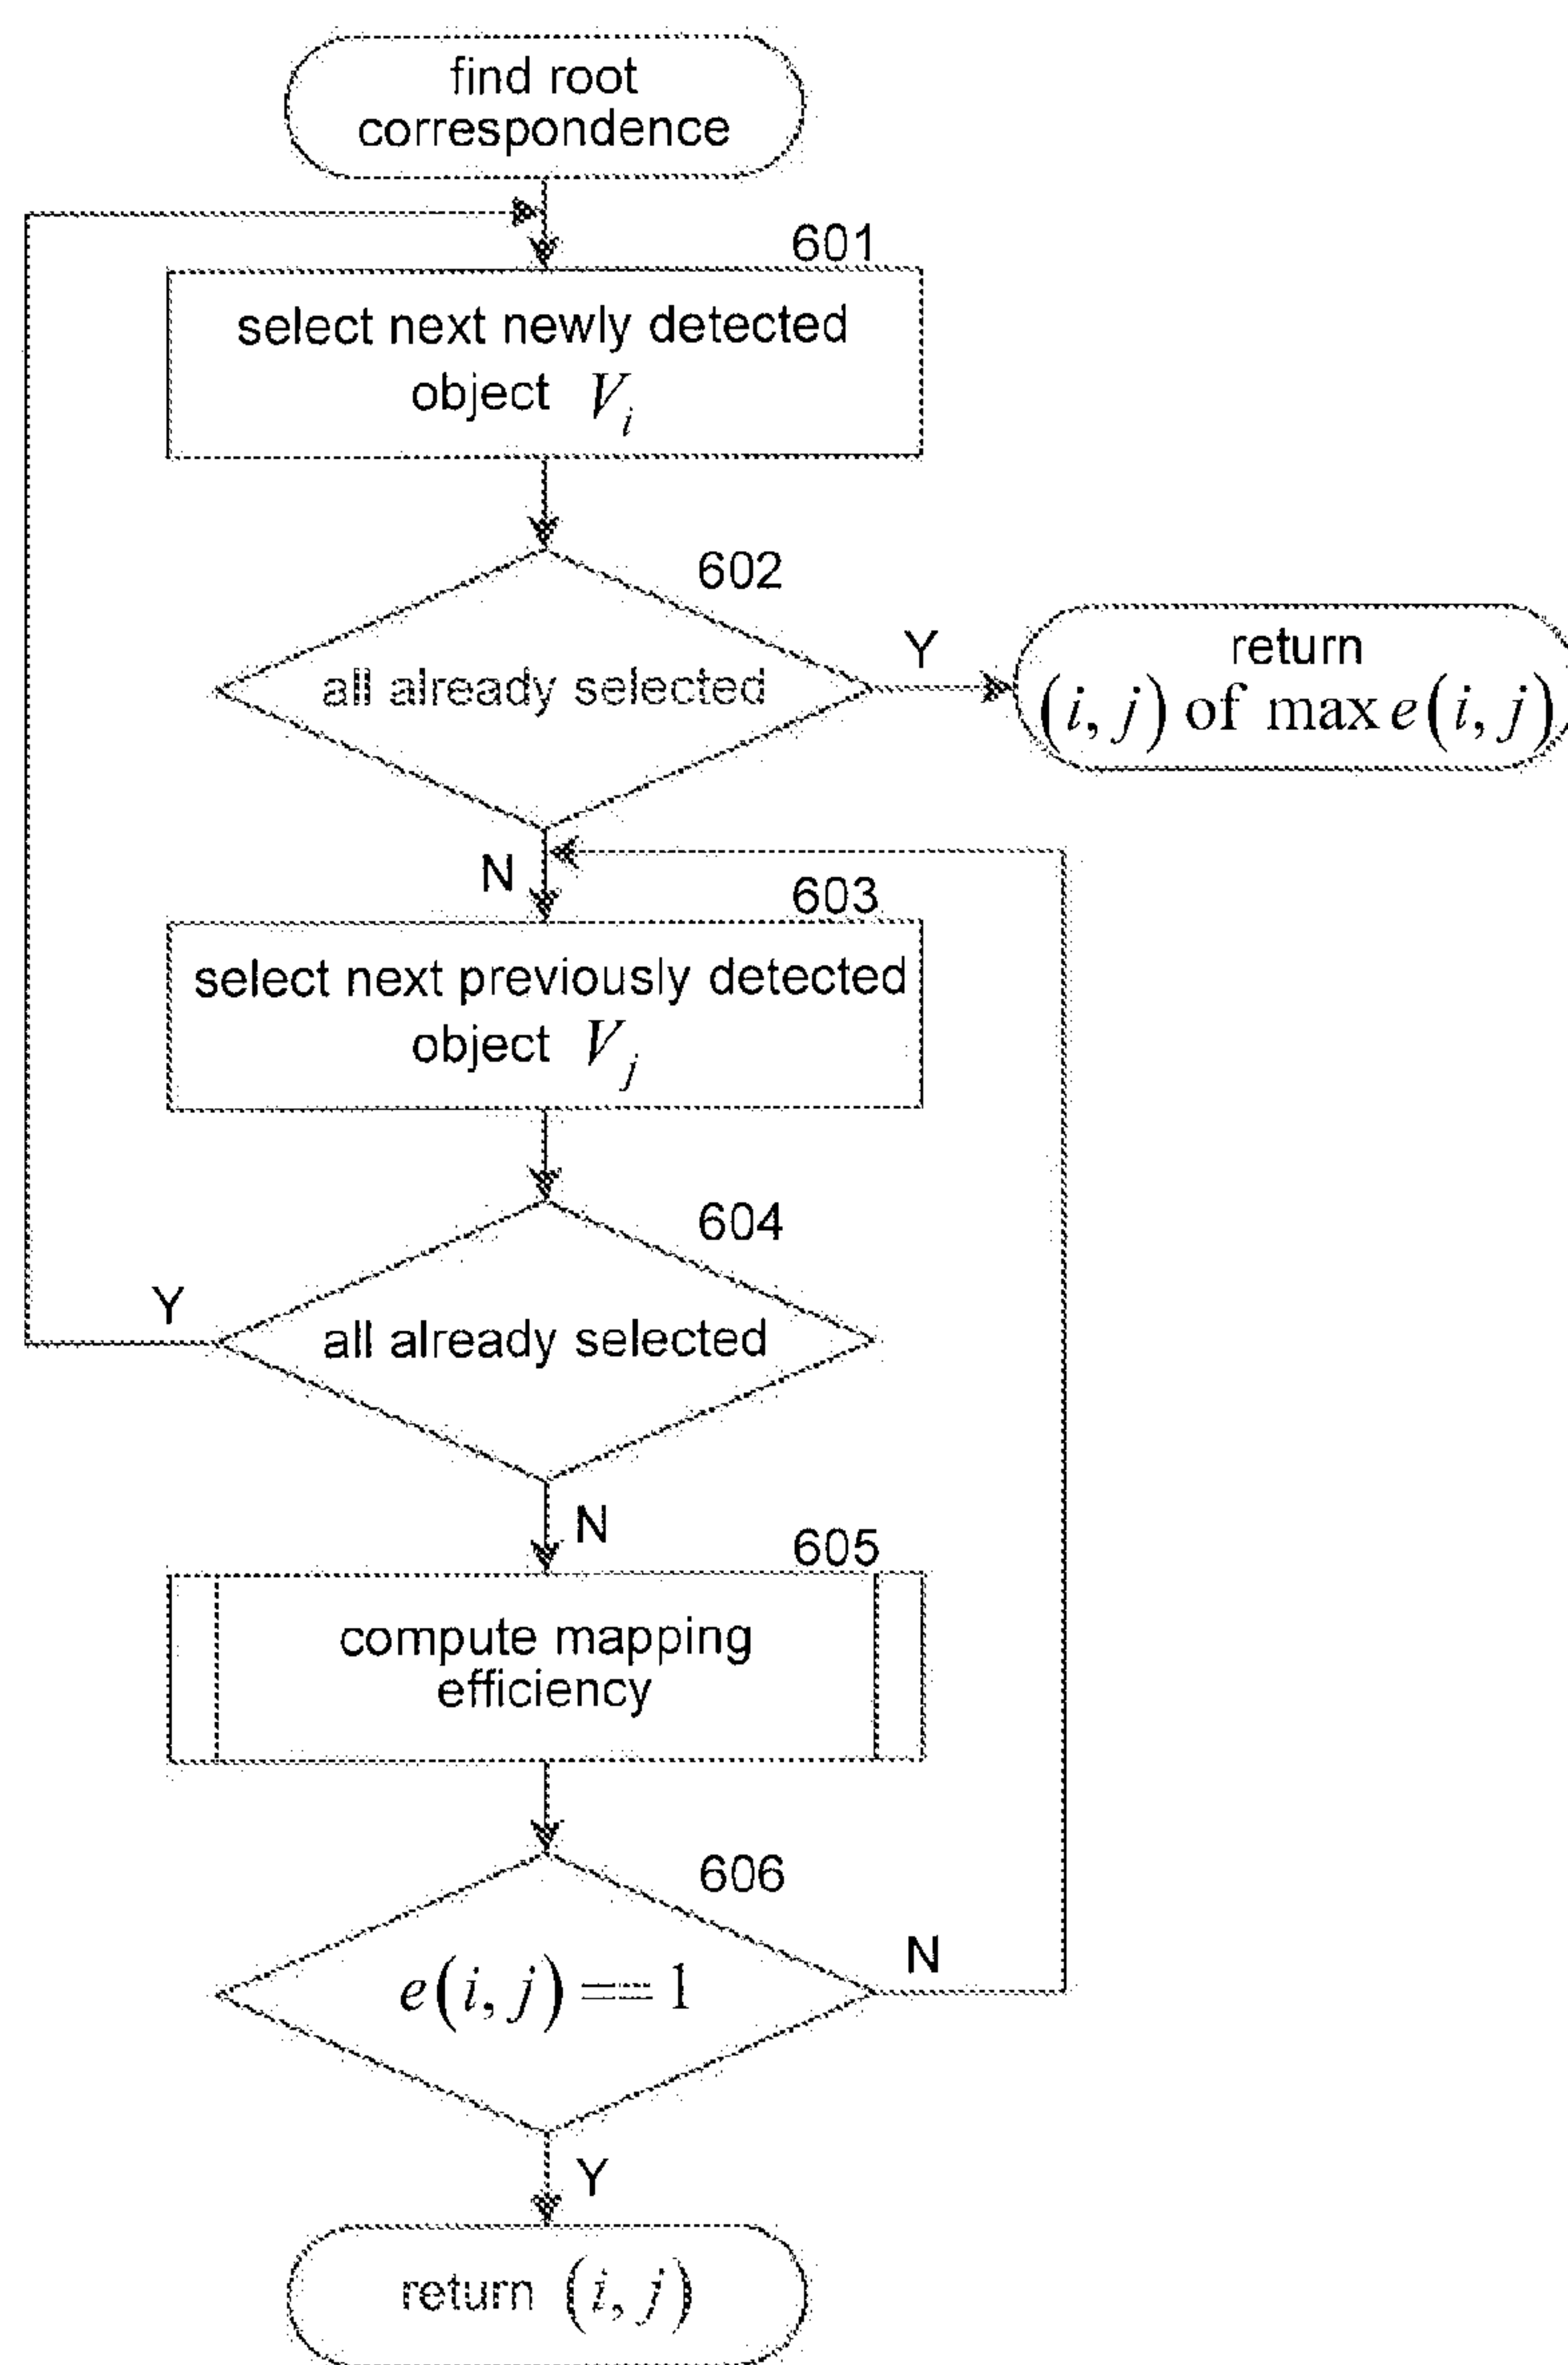 find root
correspondence
601
select next newly detected
object V_i
602
all already selected
Y
return
(i, j) of max e(i, j)
N
603
select next previously detected
object V_j
604
Y
all already selected
N
605
compute mapping
efficiency
606
e(i, j) == 1
N
Y
return (i, j)